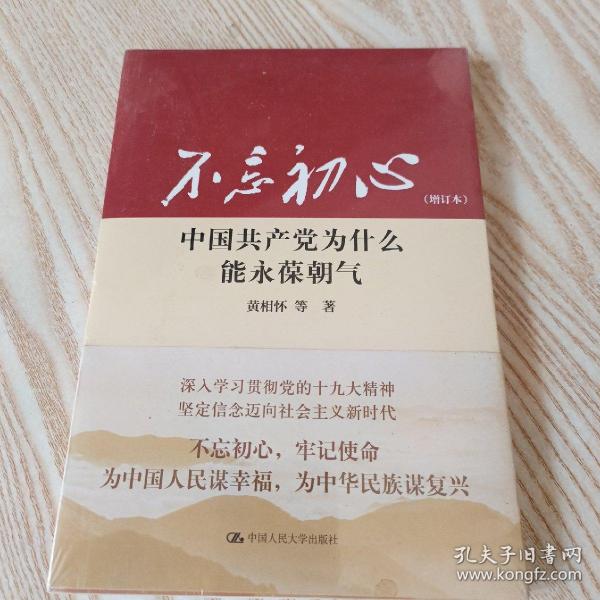 不忘初心
（增订本）
中国共产党为什么
能永葆朝气
黄相怀 等 著
深入学习贯彻党的十九大精神
坚定信念迈向社会主义新时代
不忘初心，牢记使命
为中国人民谋幸福，为中华民族谋复兴
中国人民大学出版社
孔夫子旧书网
www.kongfz.com